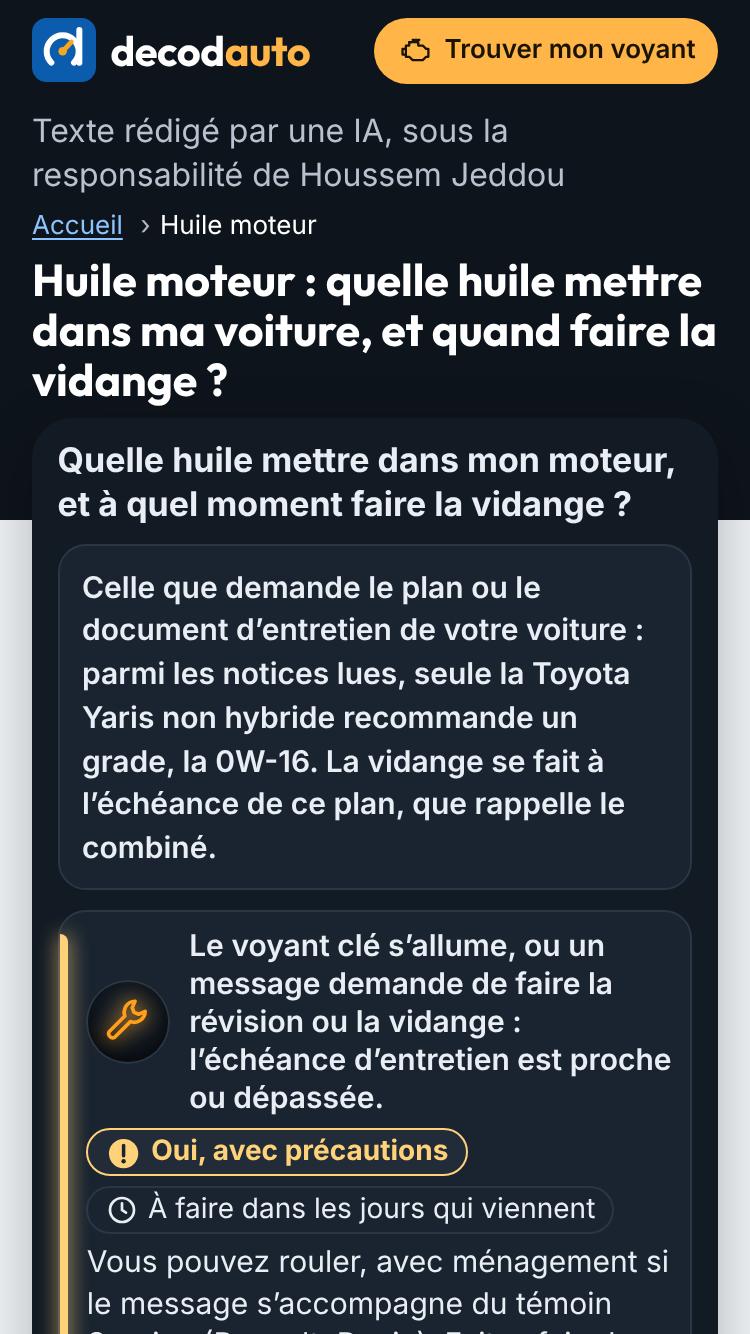 decodauto
Trouver mon voyant
Texte rédigé par une IA, sous la
responsabilité de Houssem Jeddou
Accueil › Huile moteur
Huile moteur : quelle huile mettre
dans ma voiture, et quand faire la
vidange ?
Quelle huile mettre dans mon moteur,
et à quel moment faire la vidange ?
Celle que demande le plan ou le
document d’entretien de votre voiture :
parmi les notices lues, seule la Toyota
Yaris non hybride recommande un
grade, la 0W-16. La vidange se fait à
l’échéance de ce plan, que rappelle le
combiné.
Le voyant clé s’allume, ou un
message demande de faire la
révision ou la vidange :
l’échéance d’entretien est proche
ou dépassée.
Oui, avec précautions
À faire dans les jours qui viennent
Vous pouvez rouler, avec ménagement si
le message s’accompagne du témoin